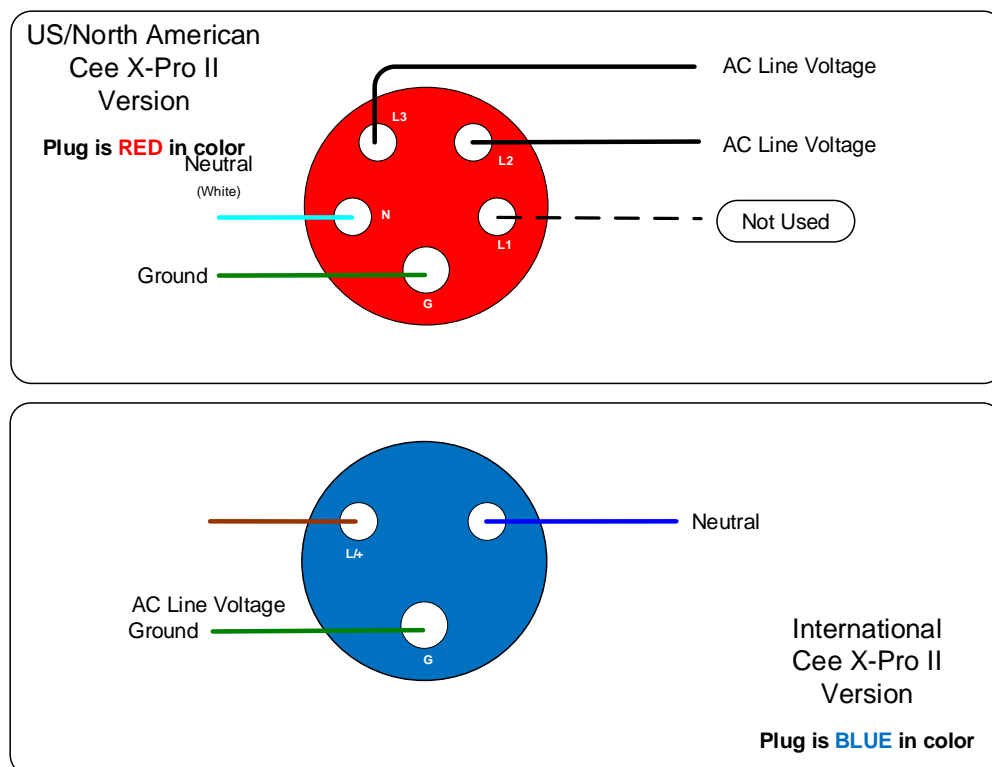 US/North American
Cee X-Pro II
Version
Plug is RED in color
Neutral
(White)
Ground
L3
L2
N
L1
G
AC Line Voltage
AC Line Voltage
Not Used
L/+
Neutral
AC Line Voltage
Ground
G
International
Cee X-Pro II
Version
Plug is BLUE in color